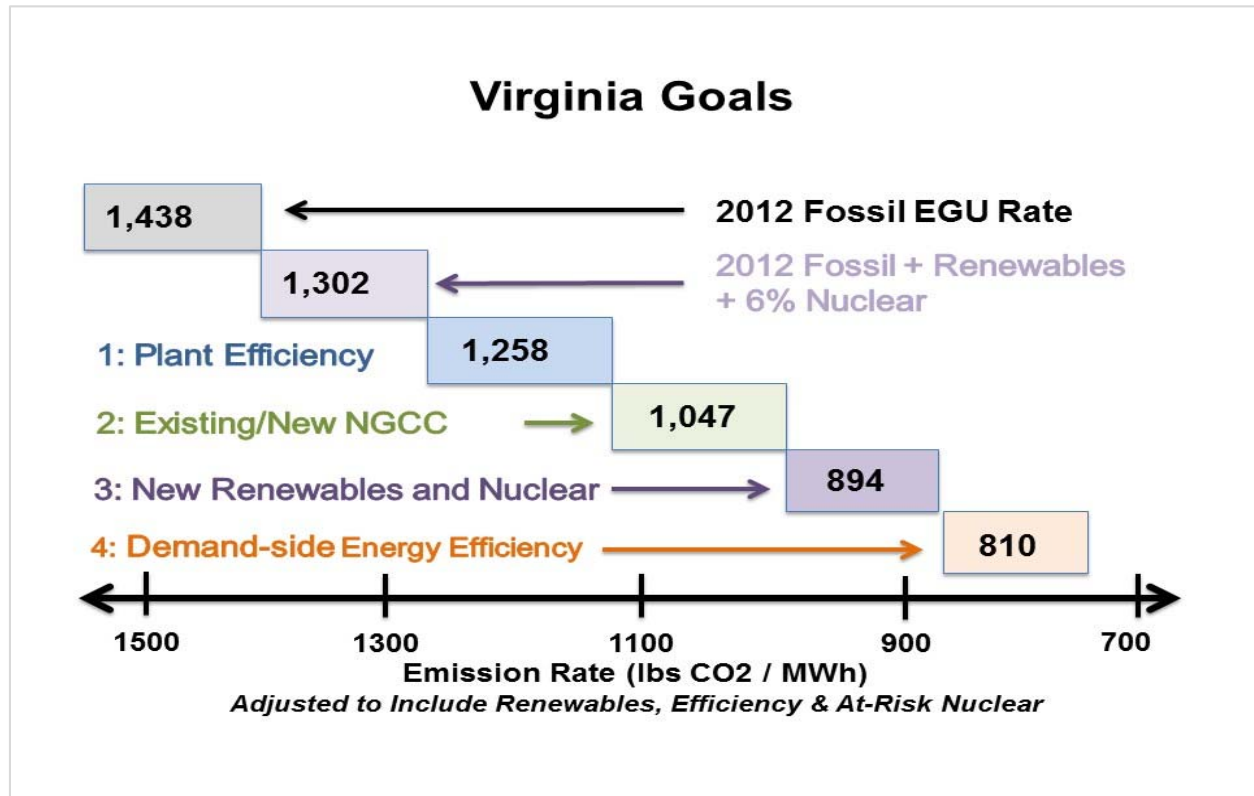 Virginia Goals
1,438
2012 Fossil EGU Rate
1,302
2012 Fossil + Renewables
+ 6% Nuclear
1: Plant Efficiency
1,258
2: Existing/New NGCC
1,047
3: New Renewables and Nuclear
894
4: Demand-side Energy Efficiency
810
1500 1300 1100 900 700
Emission Rate (lbs CO2 / MWh)
Adjusted to Include Renewables, Efficiency & At-Risk Nuclear